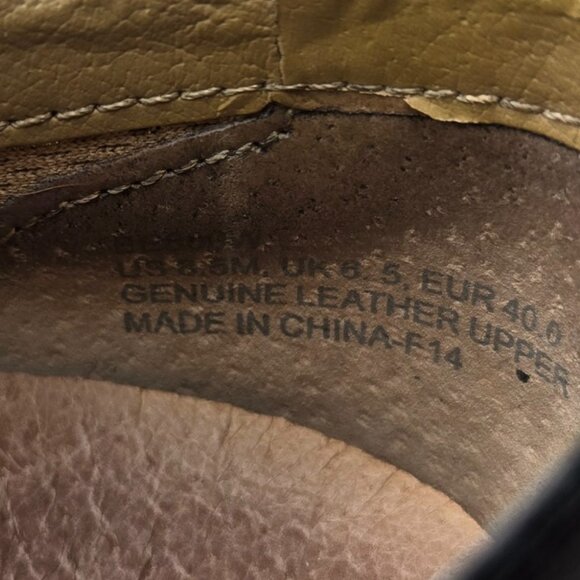 US 8.5M, UK 6.5, EUR 40.0
GENUINE LEATHER UPPER
MADE IN CHINA-F14